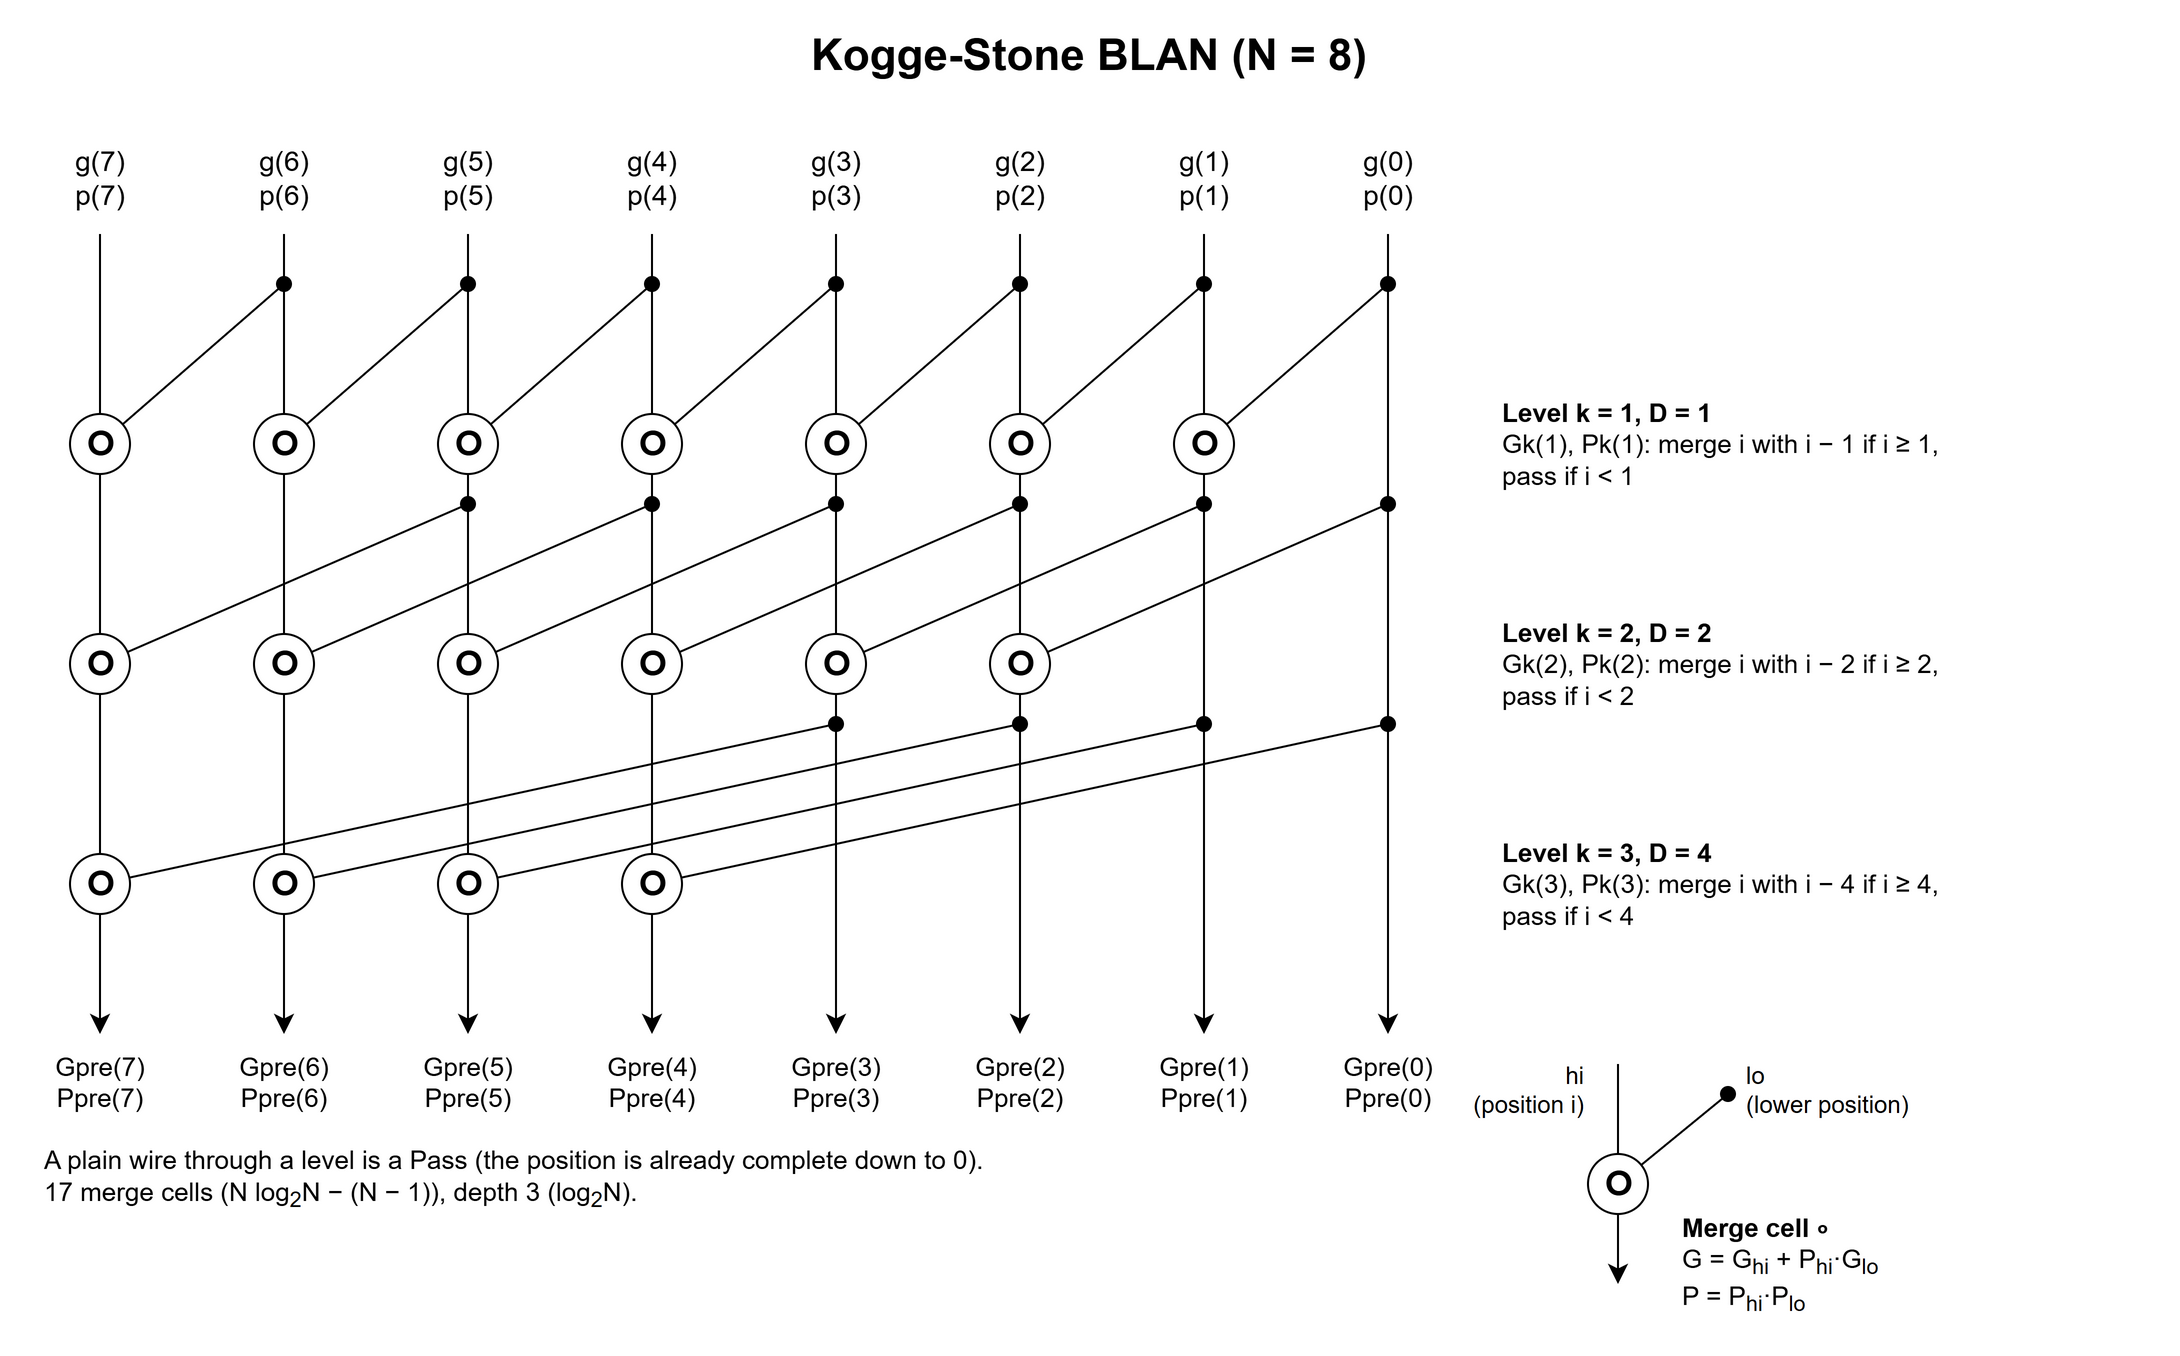 Kogge-Stone BLAN (N = 8)
g(7) g(6) g(5) g(4) g(3) g(2) g(1) g(0)
p(7) p(6) p(5) p(4) p(3) p(2) p(1) p(0)
Level k = 1, D = 1
Gk(1), Pk(1): merge i with i − 1 if i ≥ 1,
pass if i < 1
Level k = 2, D = 2
Gk(2), Pk(2): merge i with i − 2 if i ≥ 2,
pass if i < 2
Level k = 3, D = 4
Gk(3), Pk(3): merge i with i − 4 if i ≥ 4,
pass if i < 4
Gpre(7) Gpre(6) Gpre(5) Gpre(4) Gpre(3) Gpre(2) Gpre(1) Gpre(0)
Ppre(7) Ppre(6) Ppre(5) Ppre(4) Ppre(3) Ppre(2) Ppre(1) Ppre(0)
A plain wire through a level is a Pass (the position is already complete down to 0).
17 merge cells (N log₂N − (N − 1)), depth 3 (log₂N).
hi
(position i)
lo
(lower position)
Merge cell ∘
G = Ghi + Phi·Glo
P = Phi·Plo